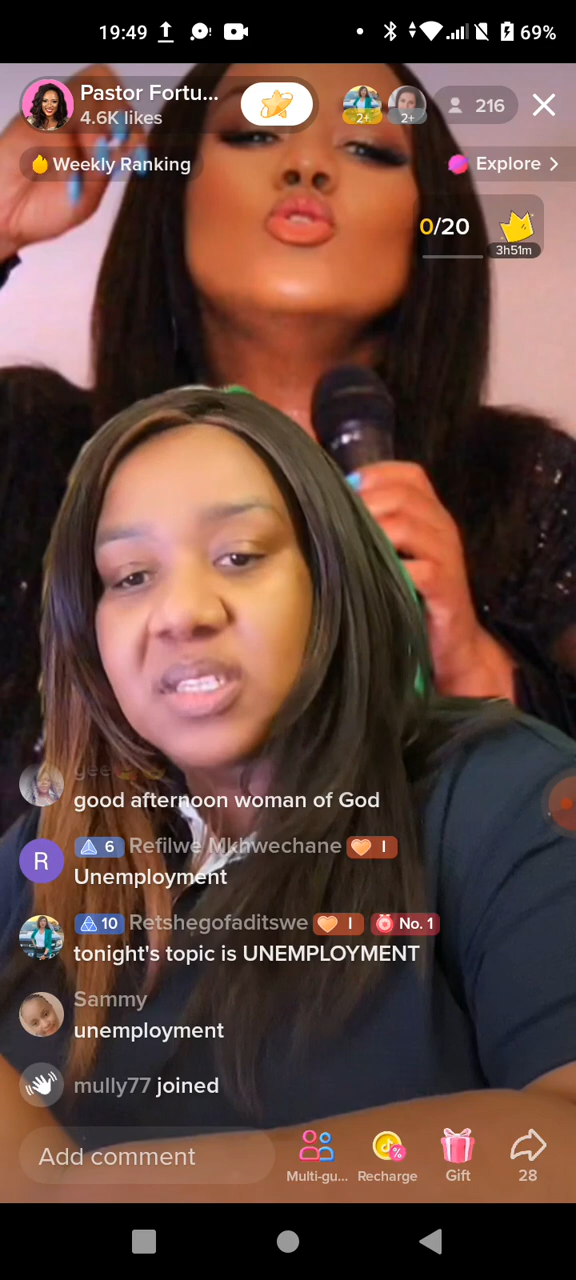 19:49
69%
Pastor Fortu...
4.6K likes
2+
2+
216
Weekly Ranking
Explore >
0/20
3h51m
good afternoon woman of God
R
6 Refilwe Mkhwechane I
Unemployment
10 Retshegofaditswe I No. 1
tonight's topic is UNEMPLOYMENT
Sammy
unemployment
mully77 joined
Add comment
Multi-gu...
Recharge
Gift
28